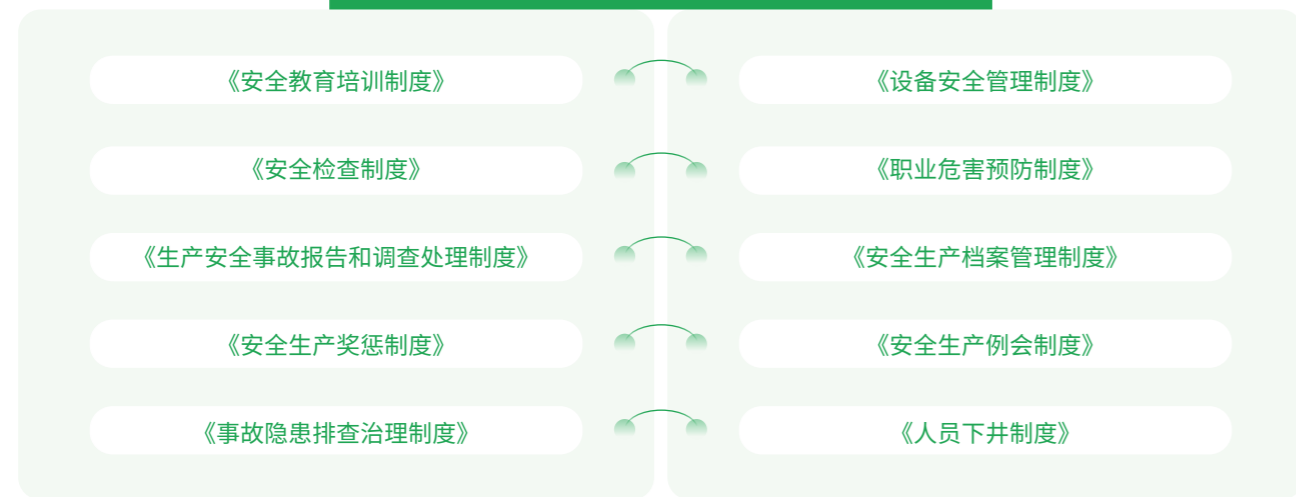 《安全教育培训制度》
《设备安全管理制度》
《安全检查制度》
《职业危害预防制度》
《生产安全事故报告和调查处理制度》
《安全生产档案管理制度》
《安全生产奖惩制度》
《安全生产例会制度》
《事故隐患排查治理制度》
《人员下井制度》